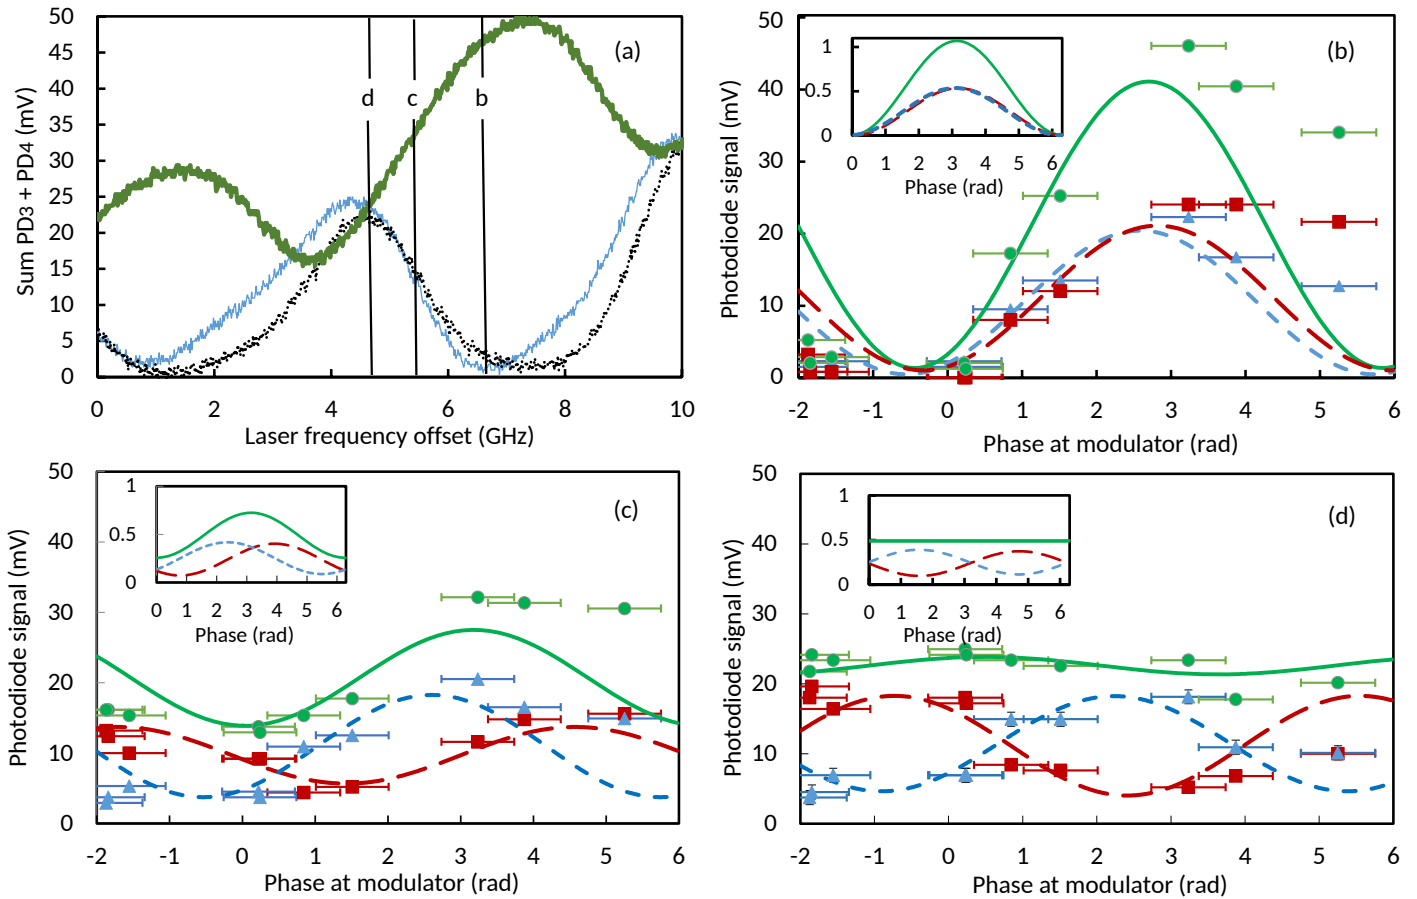 50
45
40
35
30
25
20
15
10
5
0
Sum PD3 + PD4 (mV)
(a)
d c b
0 2 4 6 8 10
Laser frequency offset (GHz)
50
40
30
20
10
0
Photodiode signal (mV)
(b)
1
0.5
0
0 1 2 3 4 5 6
Phase (rad)
-2 -1 0 1 2 3 4 5 6
Phase at modulator (rad)
50
40
30
20
10
0
Photodiode signal (mV)
(c)
1
0.5
0
0 1 2 3 4 5 6
Phase (rad)
-2 -1 0 1 2 3 4 5 6
Phase at modulator (rad)
50
40
30
20
10
0
Photodiode signal (mV)
(d)
1
0.5
0
0 1 2 3 4 5 6
Phase (rad)
-2 -1 0 1 2 3 4 5 6
Phase at modulator (rad)